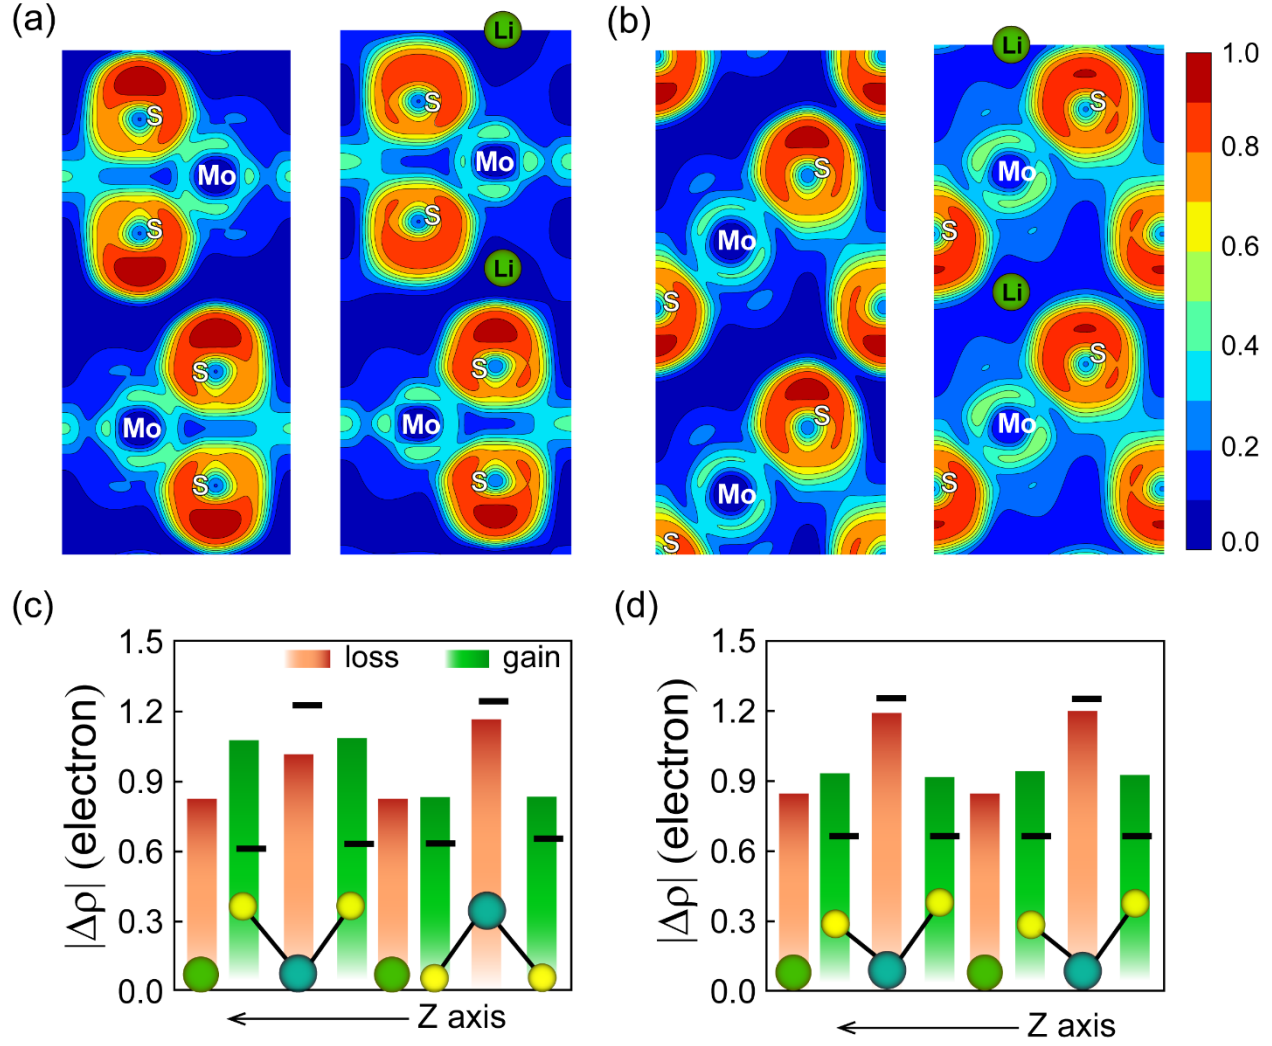 (a)
(b)
Li
Li
S
S
Mo
Mo
S
S
Li
S
S
Mo
Mo
S
S
S
S
Mo
Mo
S
S
S
Li
S
S
Mo
Mo
S
S
1.0
0.8
0.6
0.4
0.2
0.0
(c)
(d)
1.5
1.2
0.9
0.6
0.3
0.0
|Δρ| (electron)
loss
gain
Z axis
1.5
1.2
0.9
0.6
0.3
0.0
|Δρ| (electron)
Z axis